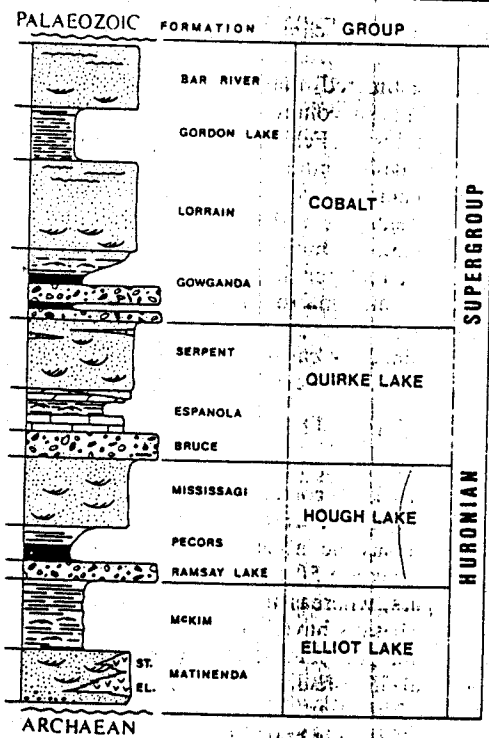 PALAEOZOIC FORMATION GROUP
BAR RIVER
GORDON LAKE
LORRAIN
COBALT
GOWGANDA
SERPENT
QUIRKE LAKE
ESPANOLA
BRUCE
MISSISSAGI
HOUGH LAKE
PECORS
RAMSAY LAKE
McKIM
ELLIOT LAKE
ST.
MATINENDA
EL.
ARCHAEAN
HURONIAN SUPERGROUP